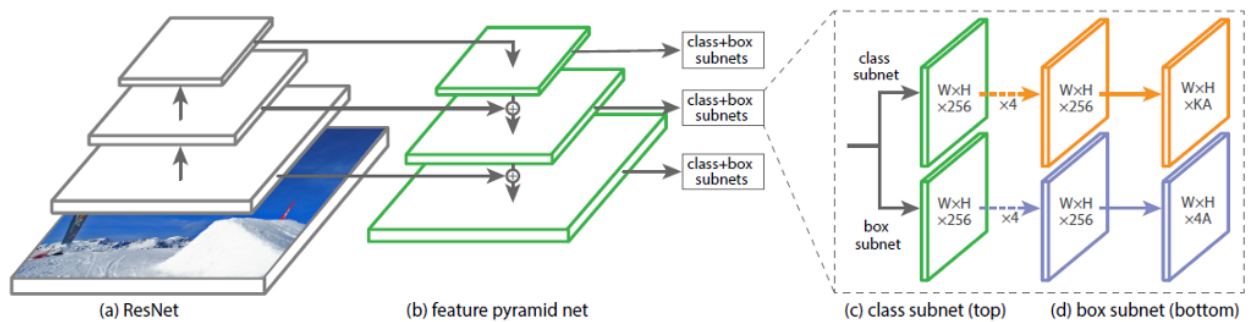 class+box
subnets
class+box
subnets
class+box
subnets
class
subnet
W×H
×256
×4
W×H
×256
W×H
×KA
box
subnet
W×H
×256
×4
W×H
×256
W×H
×4A
(a) ResNet
(b) feature pyramid net
(c) class subnet (top)
(d) box subnet (bottom)